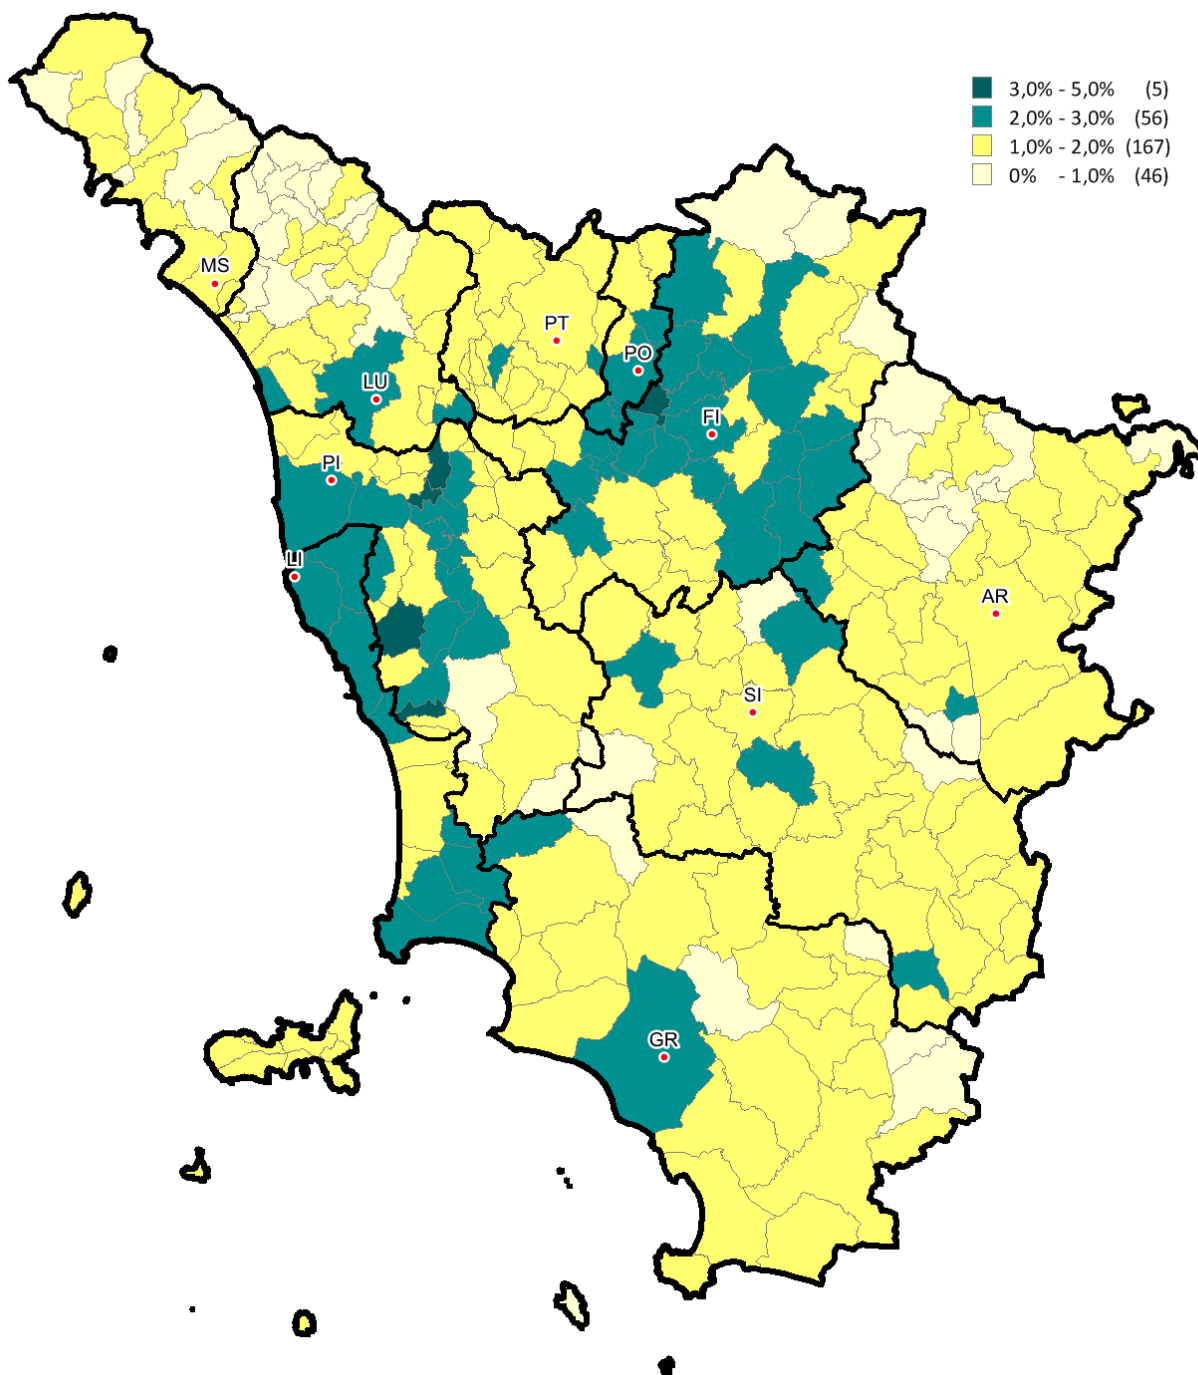 3,0% - 5,0% (5)
2,0% - 3,0% (56)
1,0% - 2,0% (167)
0% - 1,0% (46)
MS
PT
PO
LU
FI
PI
LI
AR
SI
GR